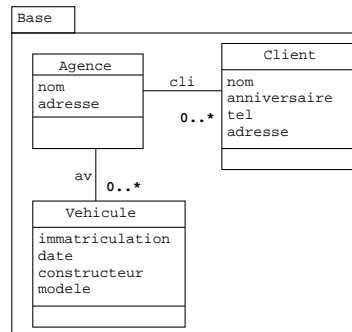 Base
Agence
nom
adresse
cli
0..*
Client
nom
anniversaire
tel
adresse
av
0..*
Vehicule
immatriculation
date
constructeur
modele